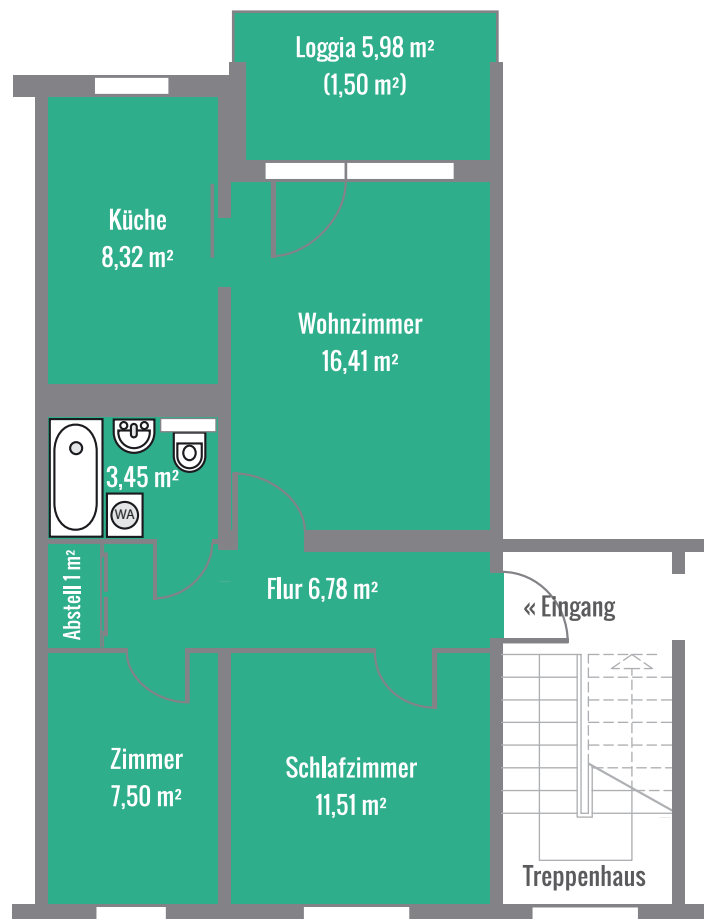 Loggia 5,98 m²
(1,50 m²)
Küche
8,32 m²
Wohnzimmer
16,41 m²
3,45 m²
WA
Abstell 1 m²
Flur 6,78 m²
« Eingang
Zimmer
7,50 m²
Schlafzimmer
11,51 m²
Treppenhaus